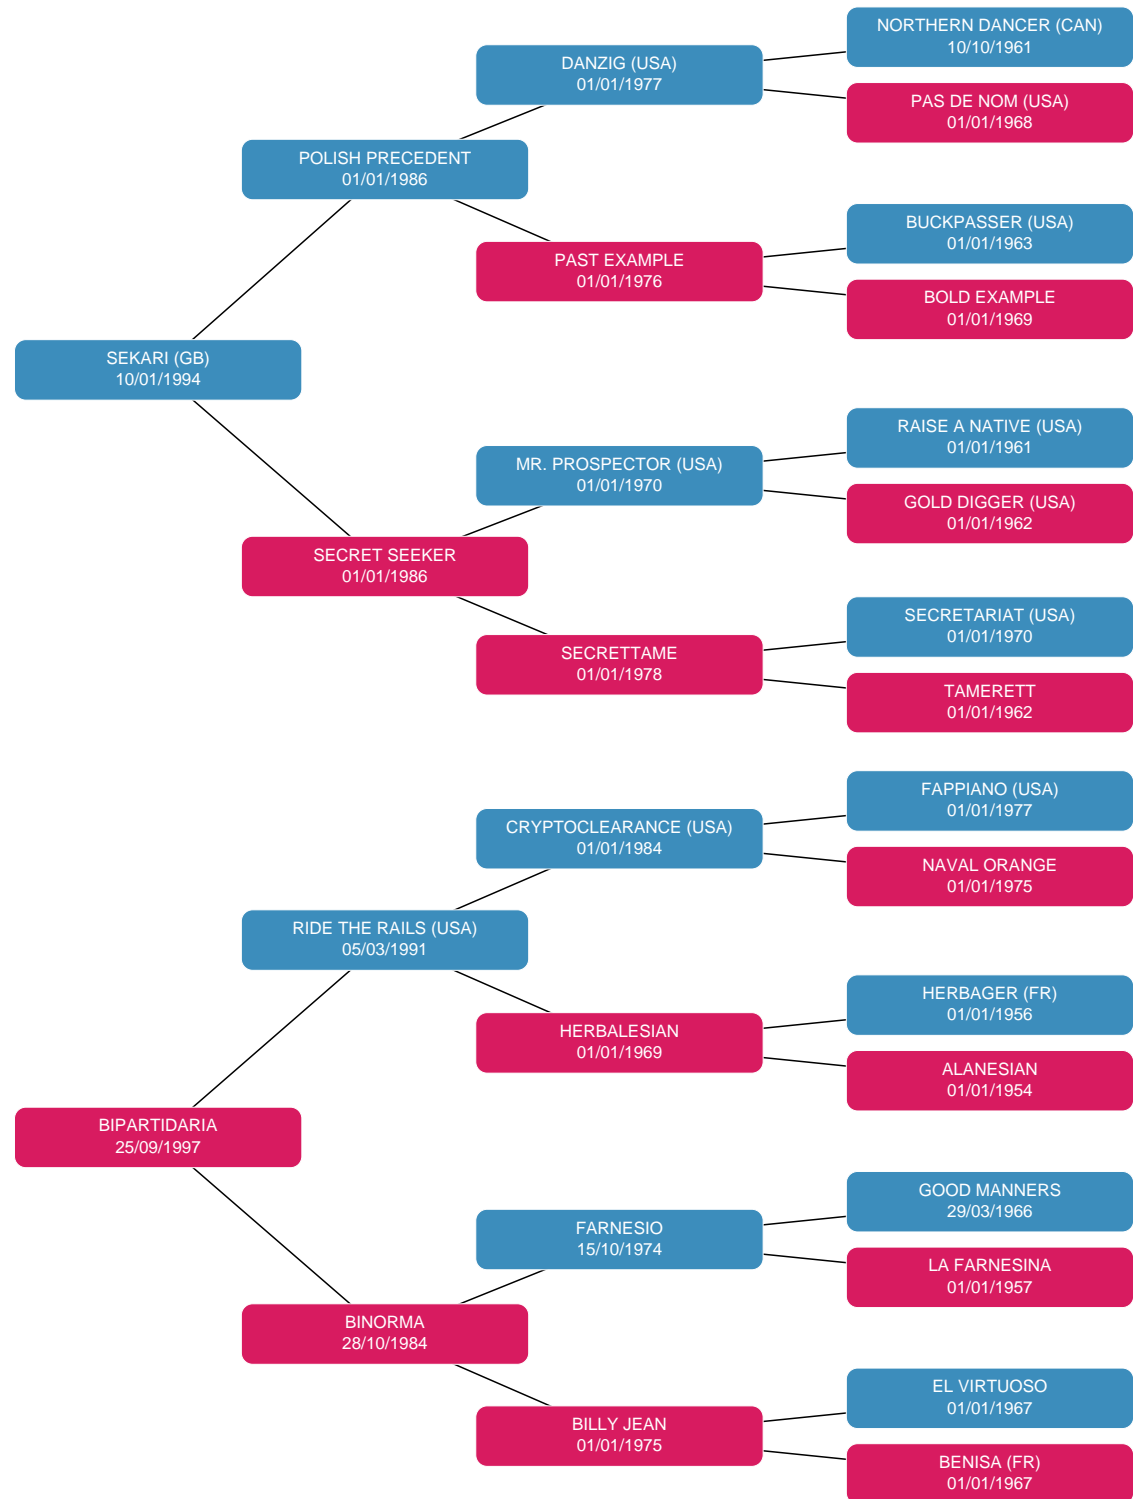 NORTHERN DANCER (CAN)
10/10/1961
DANZIG (USA)
01/01/1977
PAS DE NOM (USA)
01/01/1968
POLISH PRECEDENT
01/01/1986
BUCKPASSER (USA)
01/01/1963
PAST EXAMPLE
01/01/1976
BOLD EXAMPLE
01/01/1969
SEKARI (GB)
10/01/1994
RAISE A NATIVE (USA)
01/01/1961
MR. PROSPECTOR (USA)
01/01/1970
GOLD DIGGER (USA)
01/01/1962
SECRET SEEKER
01/01/1986
SECRETARIAT (USA)
01/01/1970
SECRETTAME
01/01/1978
TAMERETT
01/01/1962
FAPPIANO (USA)
01/01/1977
CRYPTOCLEARANCE (USA)
01/01/1984
NAVAL ORANGE
01/01/1975
RIDE THE RAILS (USA)
05/03/1991
HERBAGER (FR)
01/01/1956
HERBALESIAN
01/01/1969
ALANESIAN
01/01/1954
BIPARTIDARIA
25/09/1997
GOOD MANNERS
29/03/1966
FARNESIO
15/10/1974
LA FARNESINA
01/01/1957
BINORMA
28/10/1984
EL VIRTUOSO
01/01/1967
BILLY JEAN
01/01/1975
BENISA (FR)
01/01/1967